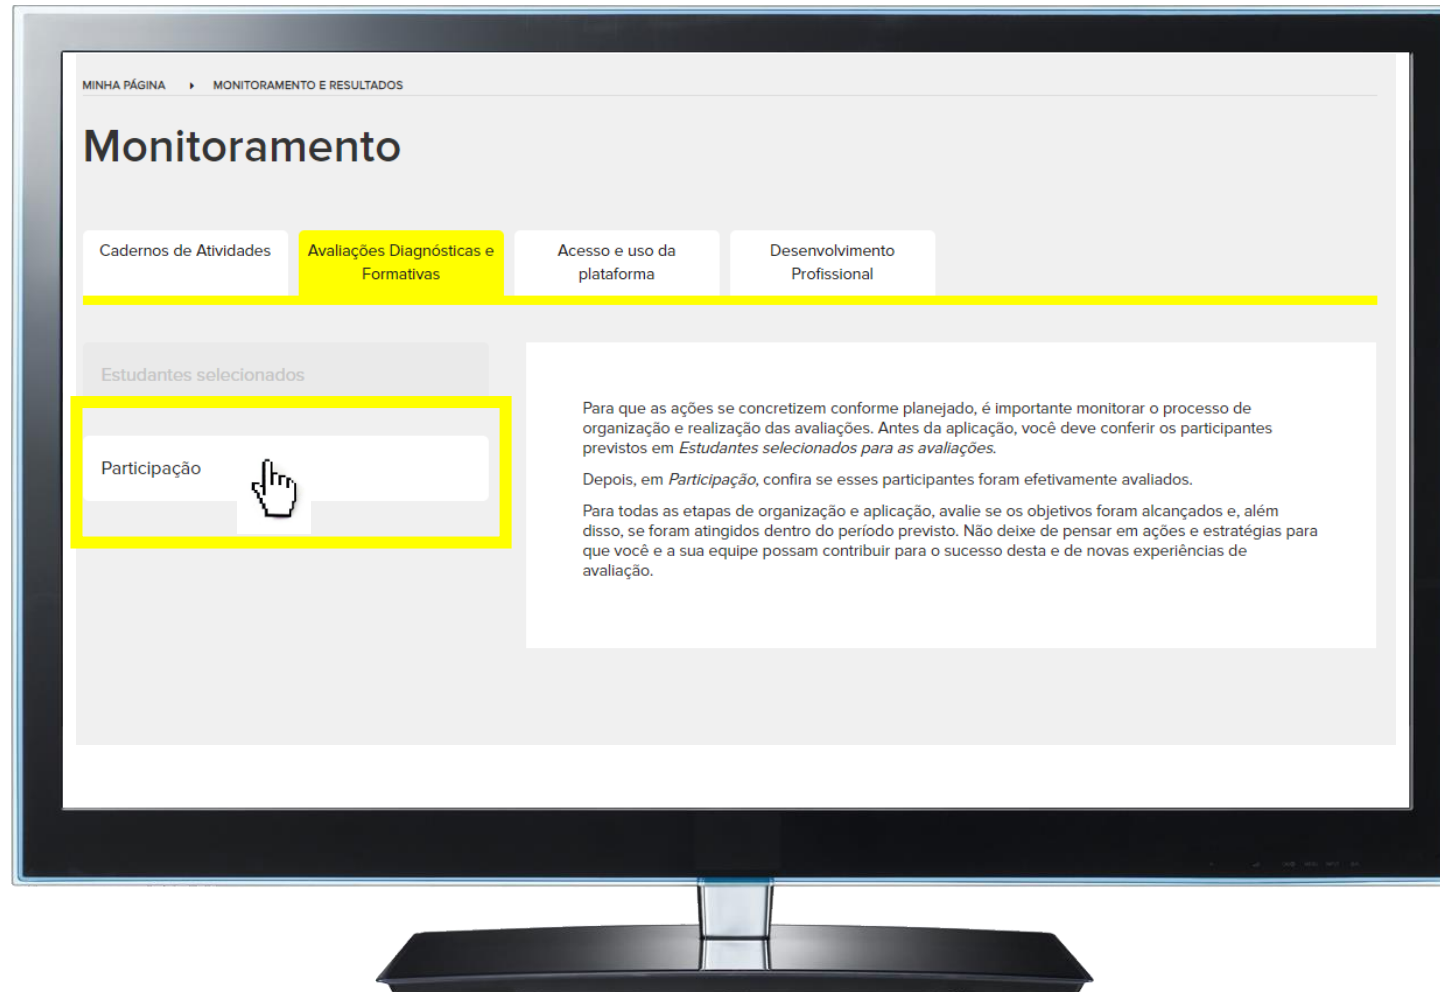 MINHA PÁGINA ▸ MONITORAMENTO E RESULTADOS
Monitoramento
Cadernos de Atividades
Avaliações Diagnósticas e
Formativas
Acesso e uso da
plataforma
Desenvolvimento
Profissional
Estudantes selecionados
Participação
Para que as ações se concretizem conforme planejado, é importante monitorar o processo de
organização e realização das avaliações. Antes da aplicação, você deve conferir os participantes
previstos em Estudantes selecionados para as avaliações.
Depois, em Participação, confira se esses participantes foram efetivamente avaliados.
Para todas as etapas de organização e aplicação, avalie se os objetivos foram alcançados e, além
disso, se foram atingidos dentro do período previsto. Não deixe de pensar em ações e estratégias para
que você e a sua equipe possam contribuir para o sucesso desta e de novas experiências de
avaliação.